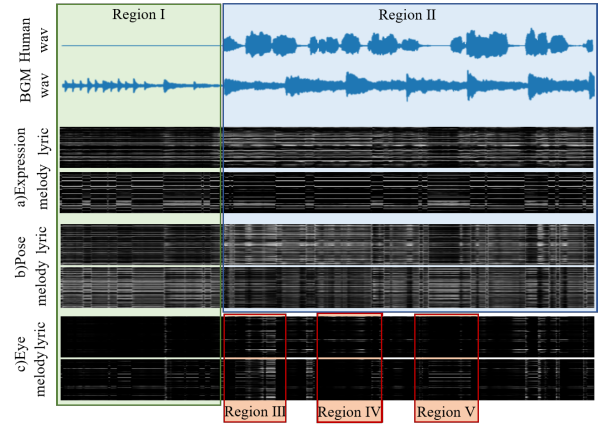 Region I
Region II
Human
wav
BGM
wav
a)Expression
lyric
melody
b)Pose
lyric
melody
c)Eye
lyric
melody
Region III
Region IV
Region V